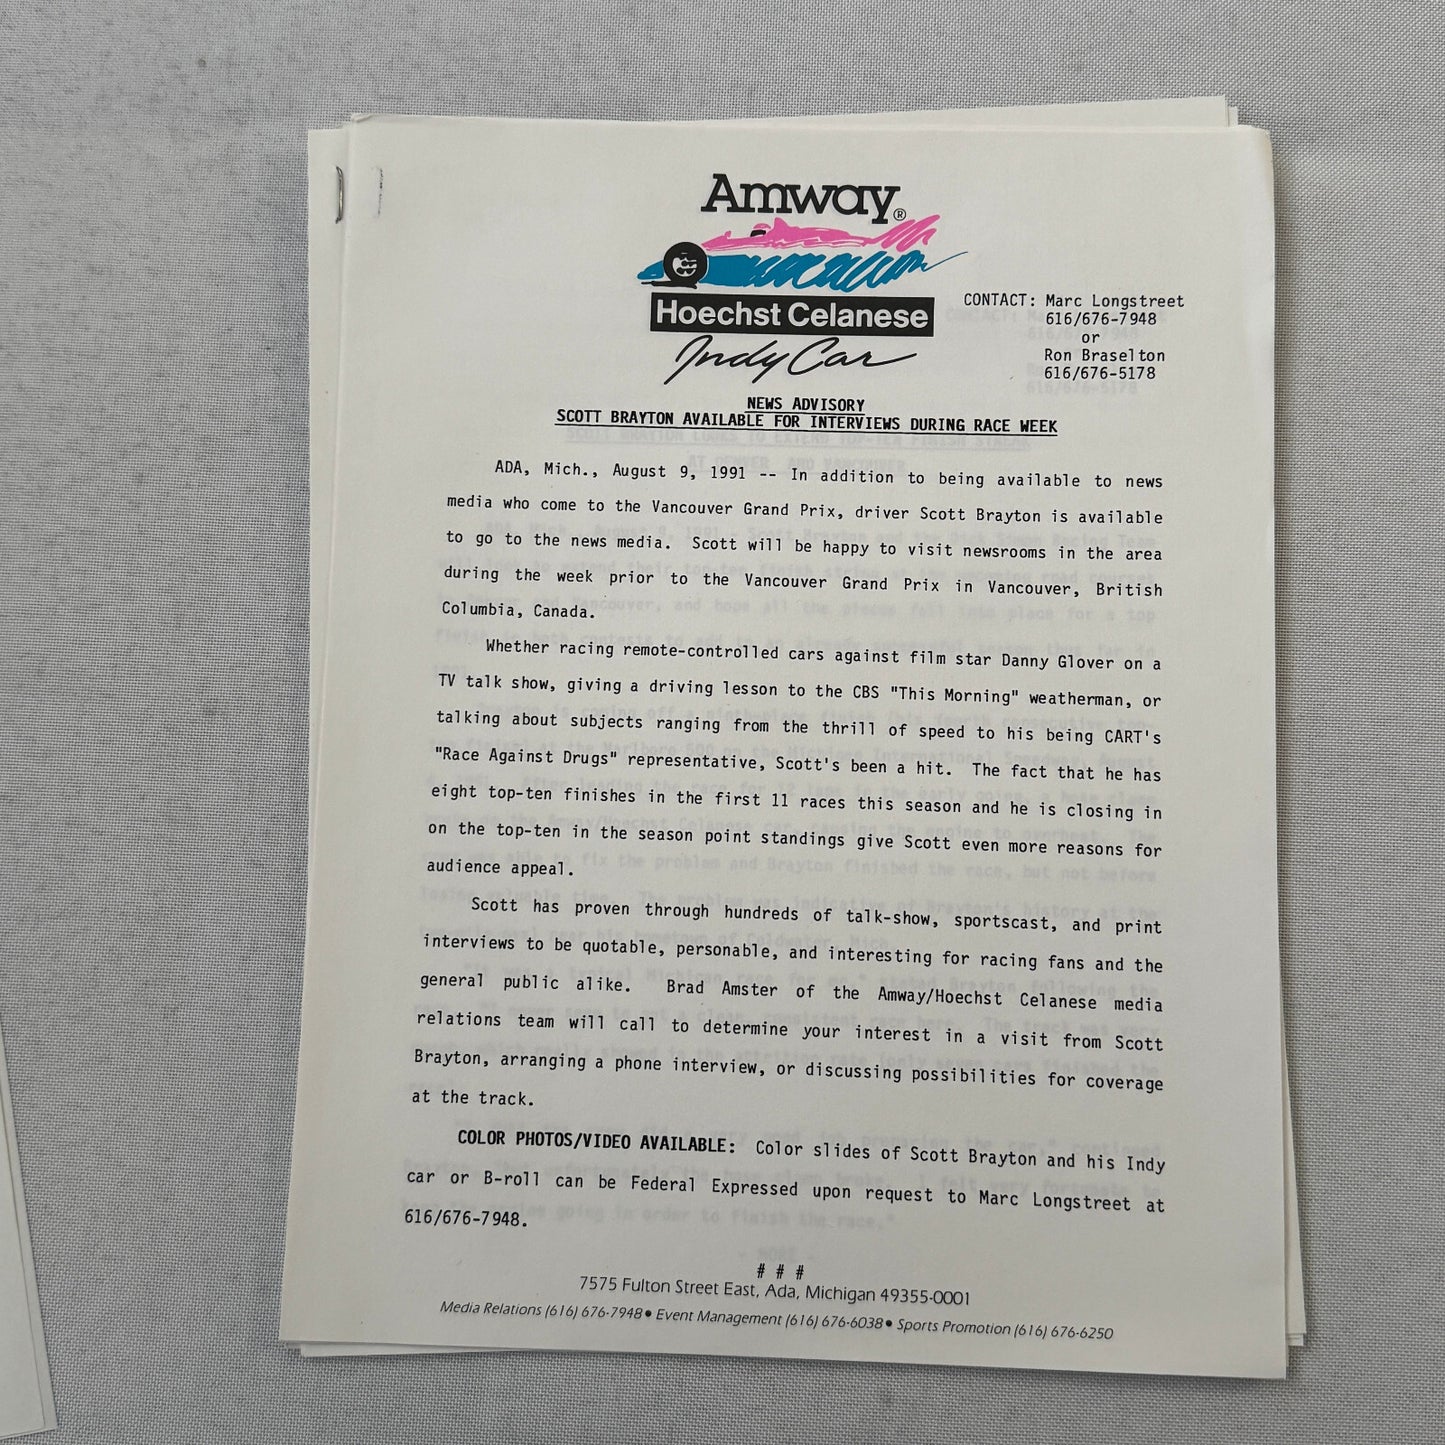 Amway®
Hoechst Celanese
Indy Car
CONTACT: Marc Longstreet
616/676-7948
or
Ron Braselton
616/676-5178
NEWS ADVISORY
SCOTT BRAYTON AVAILABLE FOR INTERVIEWS DURING RACE WEEK
ADA, Mich., August 9, 1991 -- In addition to being available to news
media who come to the Vancouver Grand Prix, driver Scott Brayton is available
to go to the news media. Scott will be happy to visit newsrooms in the area
during the week prior to the Vancouver Grand Prix in Vancouver, British
Columbia, Canada.
Whether racing remote-controlled cars against film star Danny Glover on a
TV talk show, giving a driving lesson to the CBS "This Morning" weatherman, or
talking about subjects ranging from the thrill of speed to his being CART's
"Race Against Drugs" representative, Scott's been a hit. The fact that he has
eight top-ten finishes in the first 11 races this season and he is closing in
on the top-ten in the season point standings give Scott even more reasons for
audience appeal.
Scott has proven through hundreds of talk-show, sportscast, and print
interviews to be quotable, personable, and interesting for racing fans and the
general public alike. Brad Amster of the Amway/Hoechst Celanese media
relations team will call to determine your interest in a visit from Scott
Brayton, arranging a phone interview, or discussing possibilities for coverage
at the track.
COLOR PHOTOS/VIDEO AVAILABLE: Color slides of Scott Brayton and his Indy
car or B-roll can be Federal Expressed upon request to Marc Longstreet at
616/676-7948.
# # #
7575 Fulton Street East, Ada, Michigan 49355-0001
Media Relations (616) 676-7948 • Event Management (616) 676-6038 • Sports Promotion (616) 676-6250